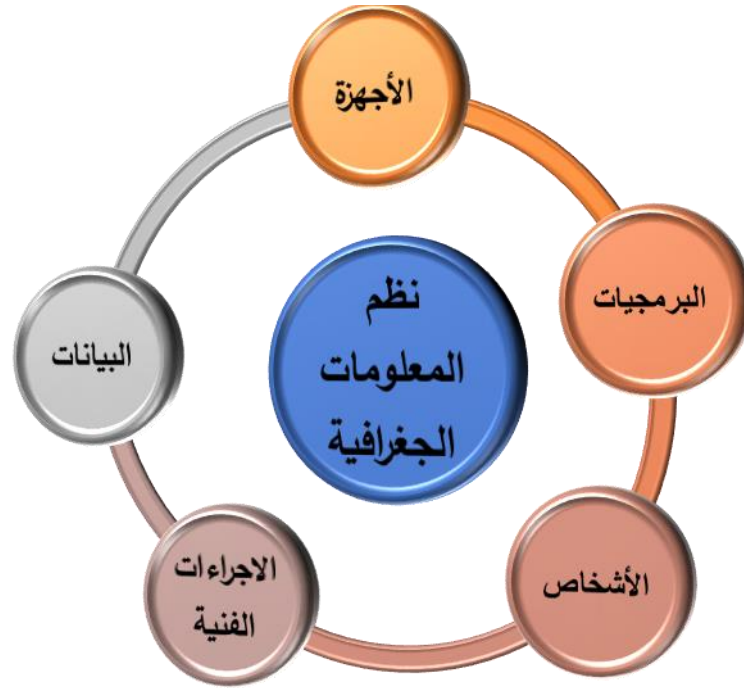 الأجهزة
البرمجيات
نظم
المعلومات
الجغرافية
البيانات
الأشخاص
الاجراءات
الفنية